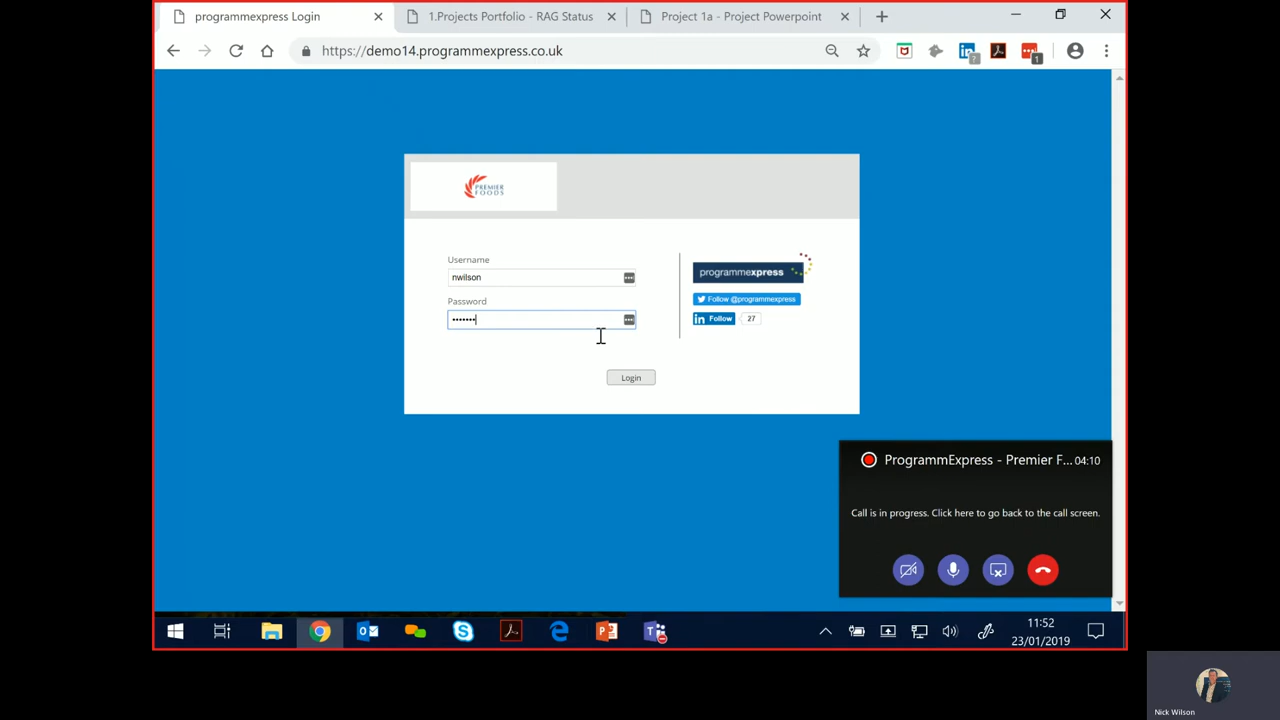 programmexpress Login
1.Projects Portfolio - RAG Status
Project 1a - Project Powerpoint
https://demo14.programmexpress.co.uk
?
1
PREMIER
FOODS
Username
nwilson
Password
•••••••
Login
programmexpress
Follow @programmexpress
in Follow 27
ProgrammExpress - Premier F... 04:10
Call is in progress. Click here to go back to the call screen.
11:52
23/01/2019
Nick Wilson